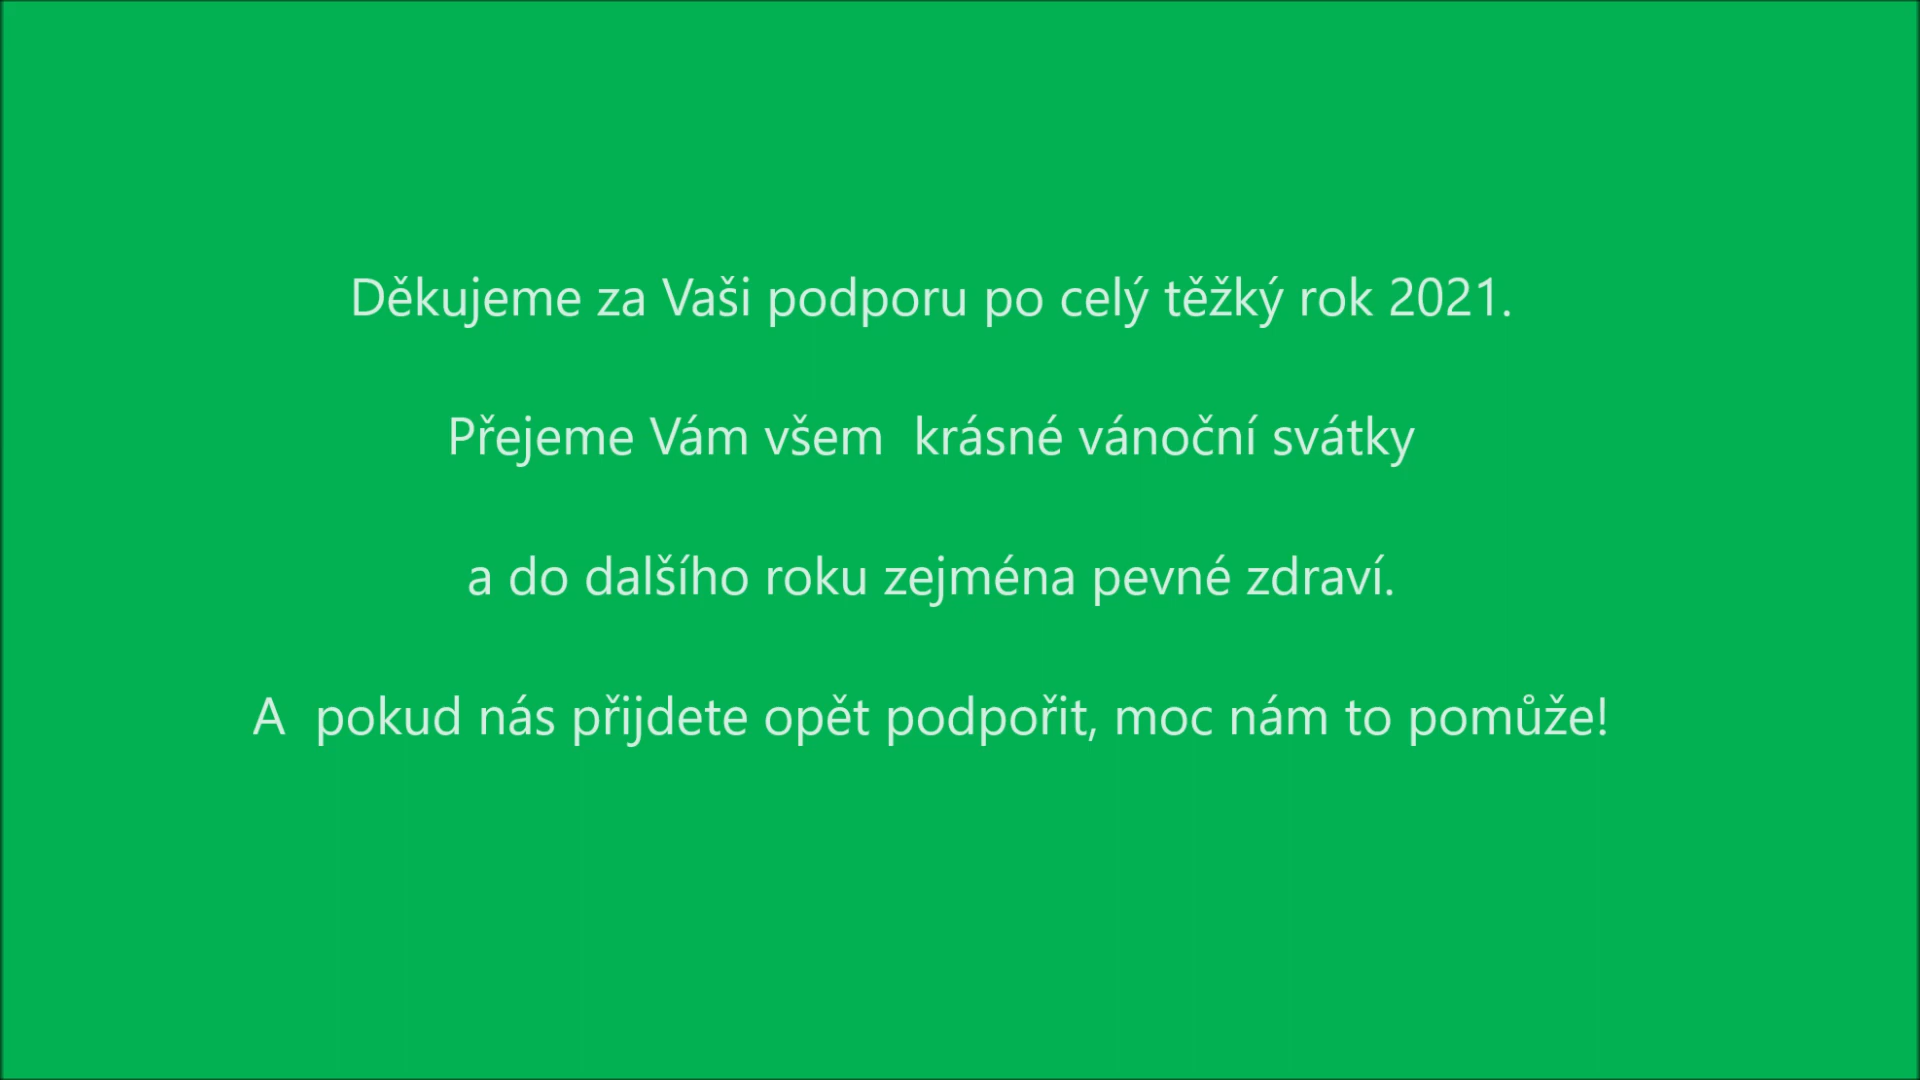 Děkujeme za Vaši podporu po celý těžký rok 2021.
Přejeme Vám všem  krásné vánoční svátky
a do dalšího roku zejména pevné zdraví.
A  pokud nás přijdete opět podpořit, moc nám to pomůže!